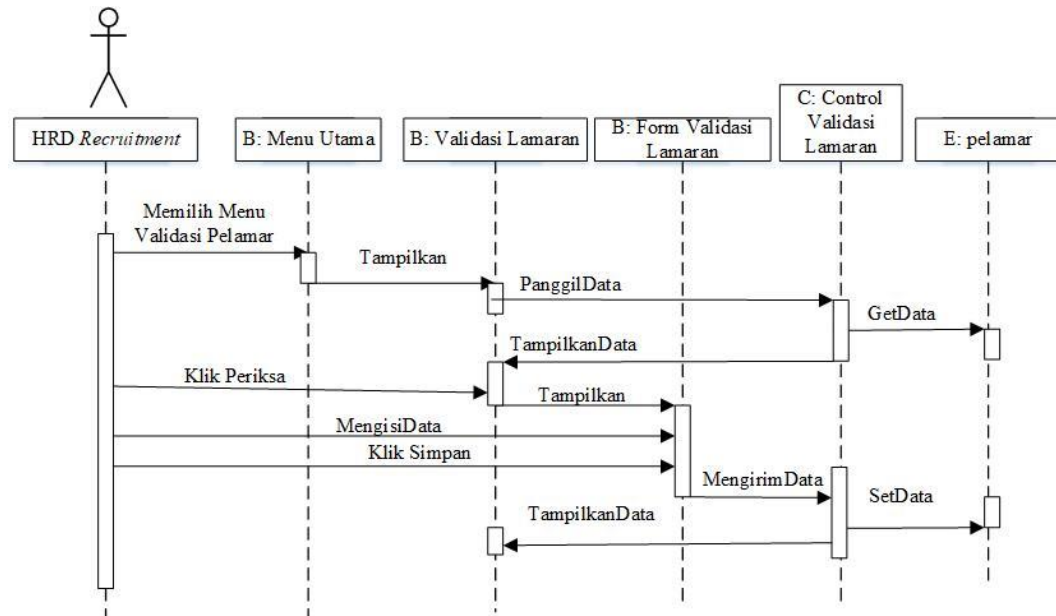 HRD Recruitment
B: Menu Utama
B: Validasi Lamaran
B: Form Validasi
Lamaran
C: Control
Validasi
Lamaran
E: pelamar
Memilih Menu
Validasi Pelamar
Tampilkan
PanggilData
GetData
TampilkanData
Klik Periksa
Tampilkan
MengisiData
Klik Simpan
MengirimData
SetData
TampilkanData